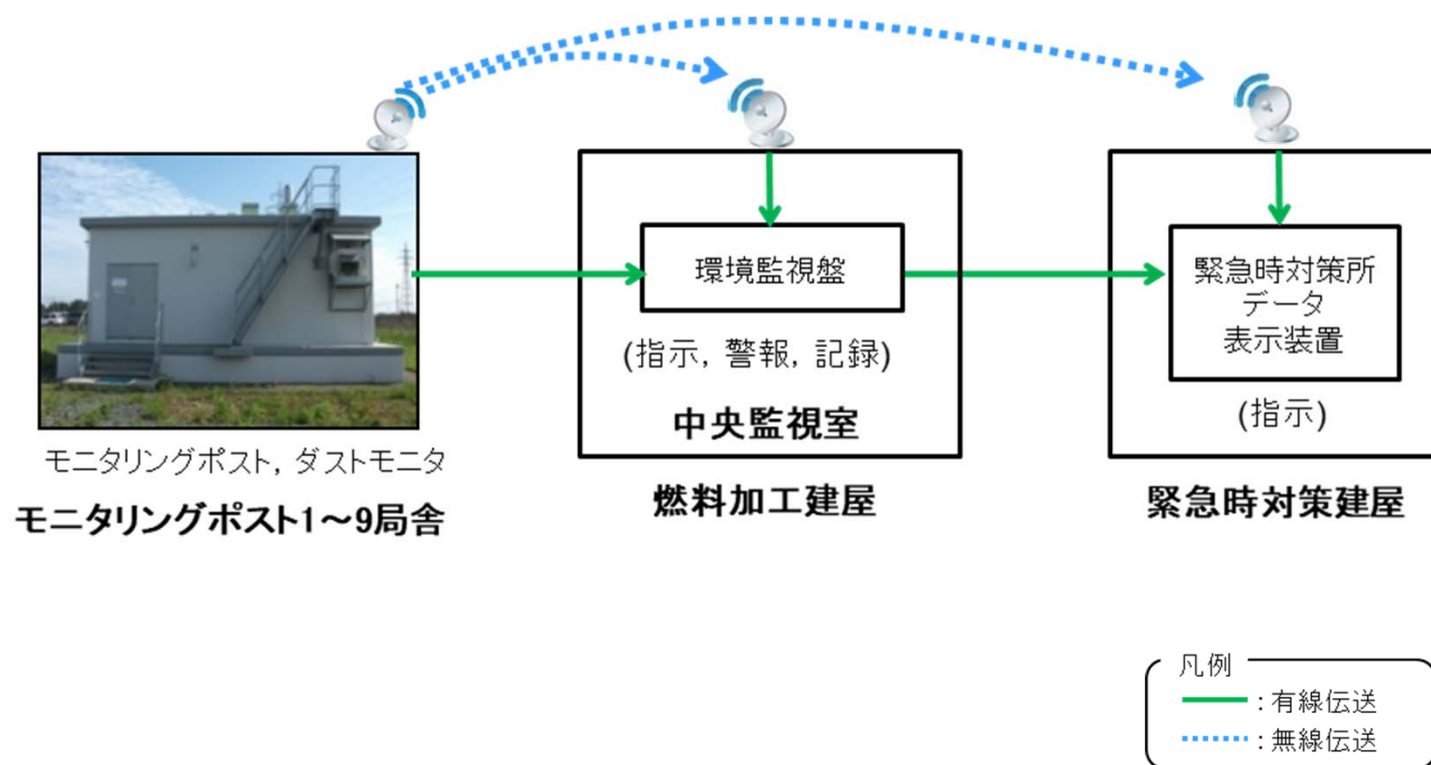 環境監視盤
(指示, 警報, 記録)
中央監視室
燃料加工建屋
緊急時対策所
データ
表示装置
(指示)
緊急時対策建屋
モニタリングポスト, ダストモニタ
モニタリングポスト1～9局舎
凡例
: 有線伝送
: 無線伝送